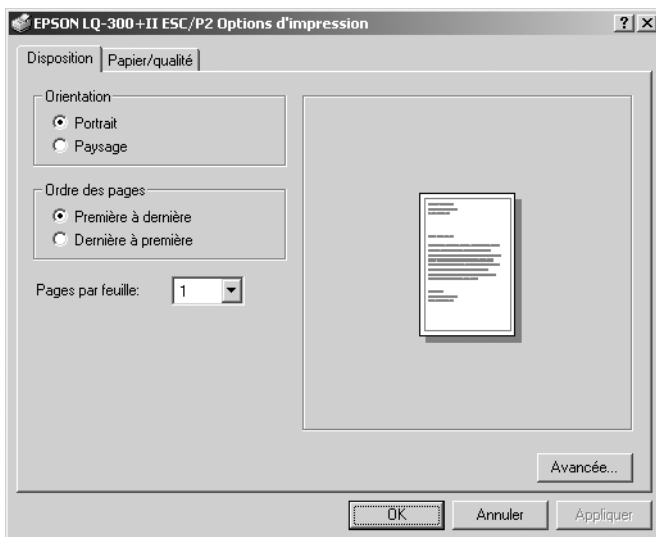 EPSON LQ-300+II ESC/P2 Options d'impression
Disposition
Papier/qualité
Orientation
Portrait
Paysage
Ordre des pages
Première à dernière
Dernière à première
Pages par feuille:
1
Avancée...
OK
Annuler
Appliquer